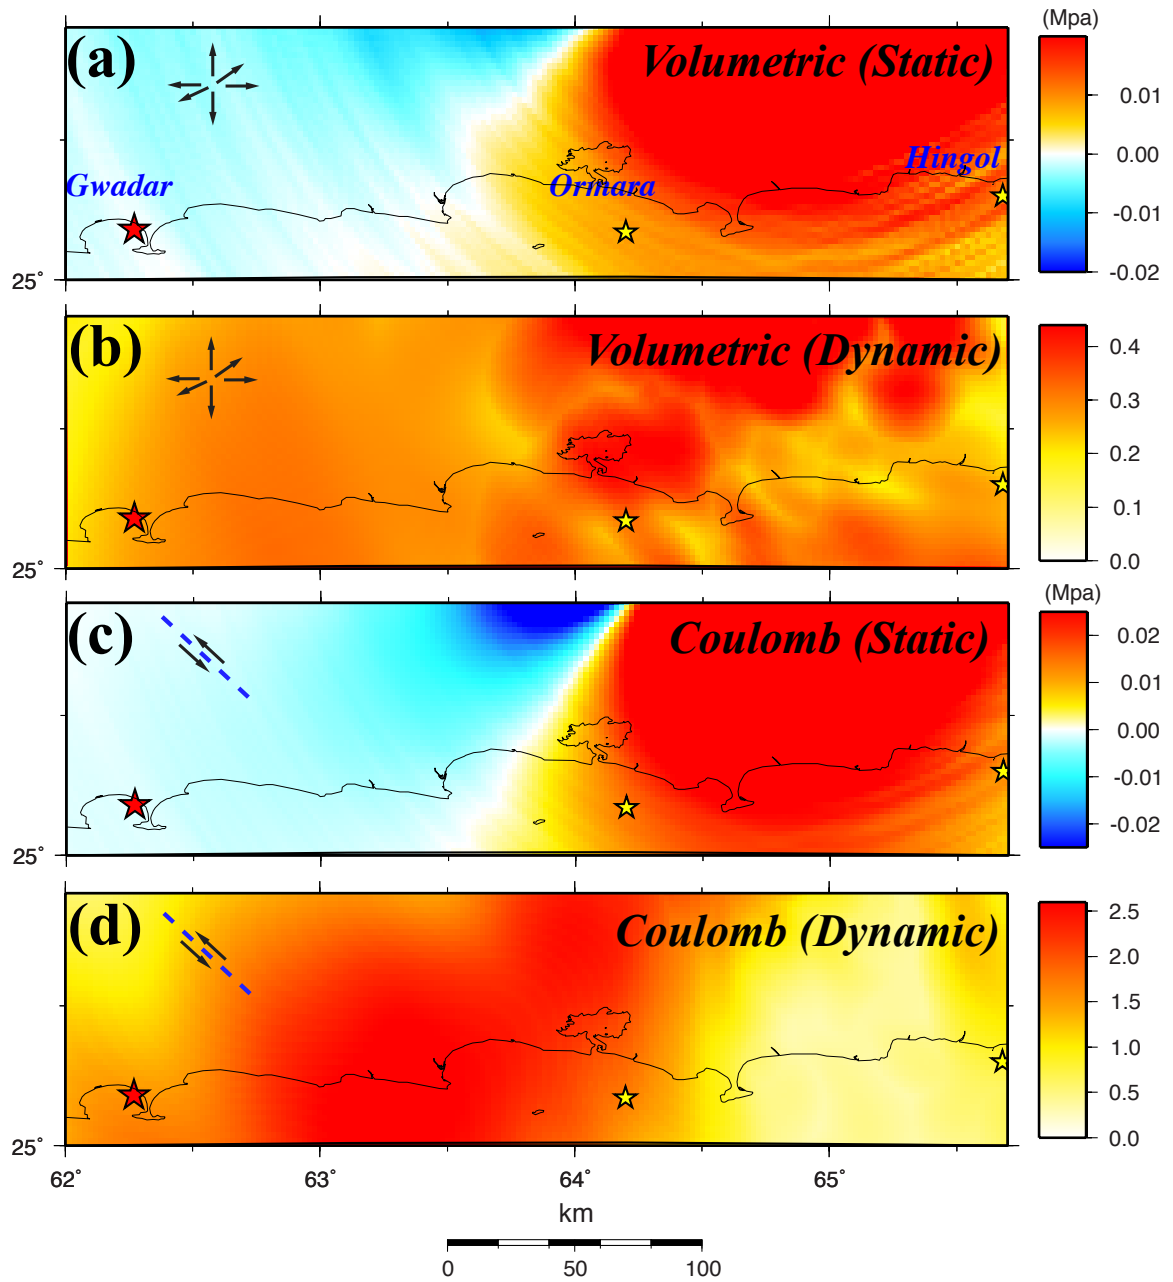 (Mpa)
(a)
Volumetric (Static)
Gwadar
Ormara
Hingol
0.01
0.00
-0.01
-0.02
25°
(b)
Volumetric (Dynamic)
0.4
0.3
0.2
0.1
0.0
25°
(Mpa)
(c)
Coulomb (Static)
0.02
0.01
0.00
-0.01
-0.02
25°
(d)
Coulomb (Dynamic)
2.5
2.0
1.5
1.0
0.5
0.0
25°
62° 63° 64° 65°
km
0 50 100